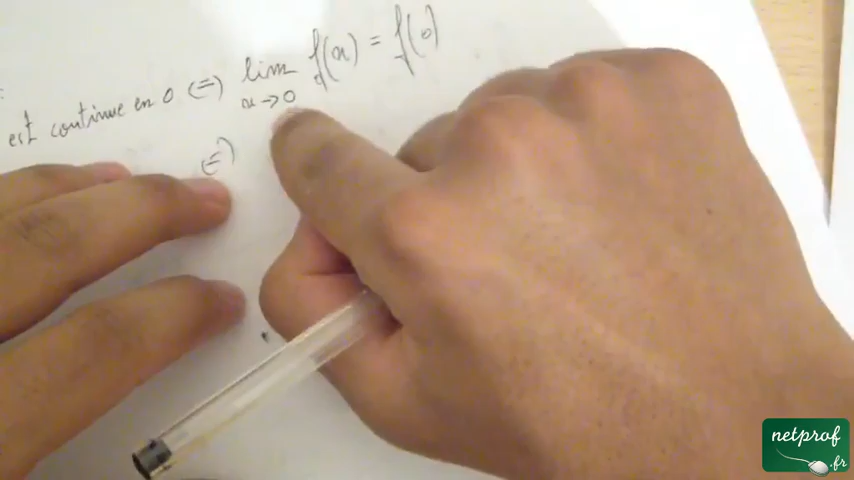 est continue en 0 (=) lim f(x) = f(0)
x→0
(=)
netprof
.fr